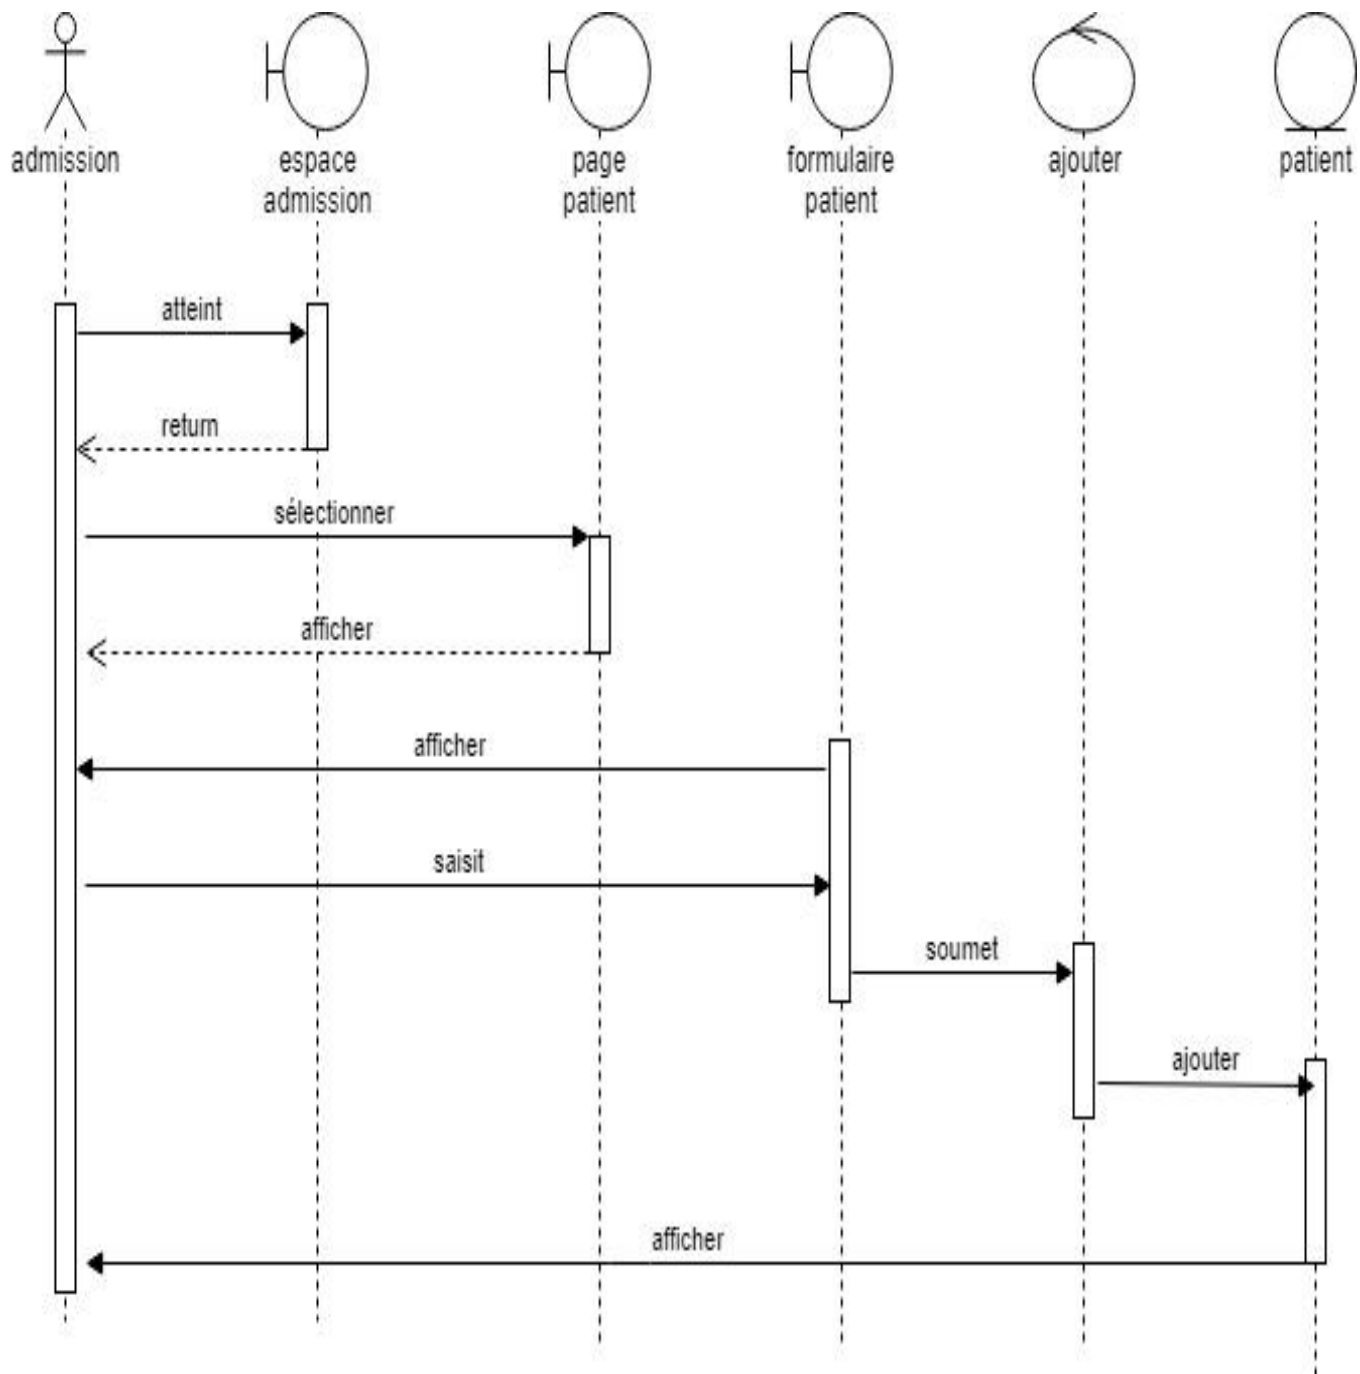 admission
espace
admission
page
patient
formulaire
patient
ajouter
patient
atteint
return
sélectionner
afficher
afficher
saisit
soumet
ajouter
afficher